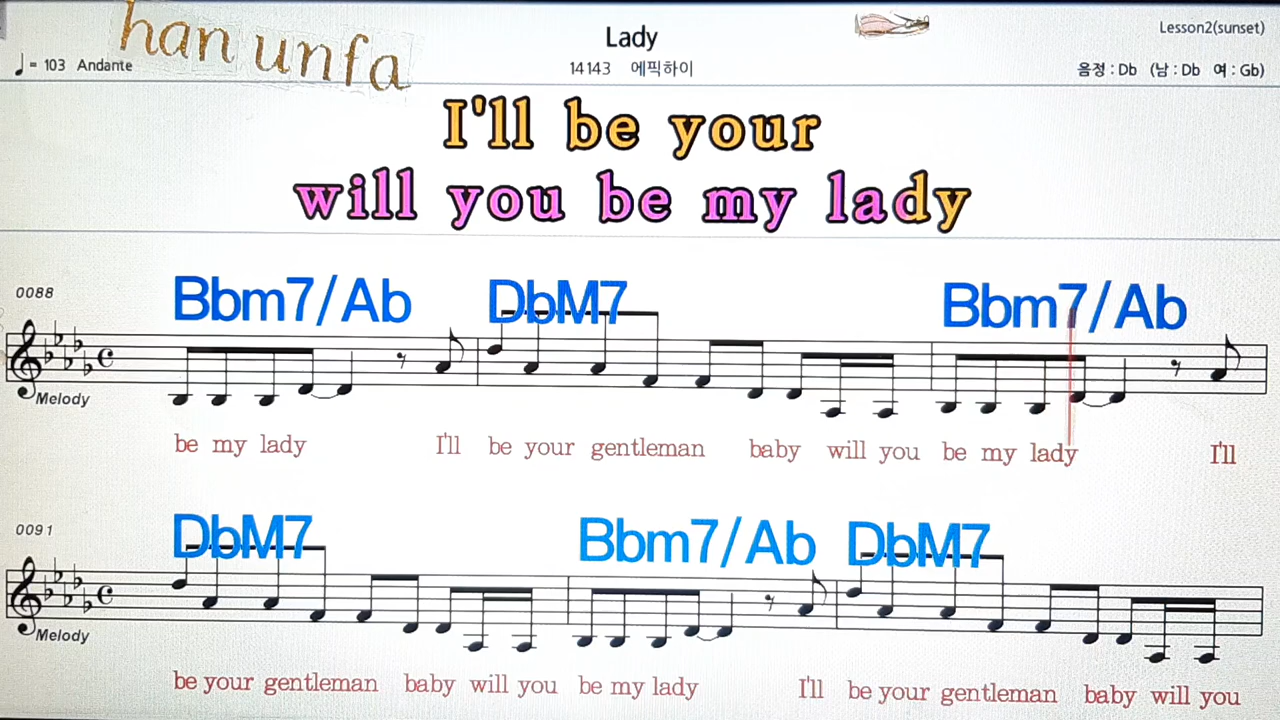 han unfa
Lady
Lesson2(sunset)
♩= 103 Andante
14143 에픽하이
음정 : Db (남 : Db 여 : Gb)
I'll be your
will you be my lady
0088
Bbm7/Ab DbM7 Bbm7/Ab
Melody
be my lady I'll be your gentleman baby will you be my lady I'll
0091
DbM7 Bbm7/Ab DbM7
Melody
be your gentleman baby will you be my lady I'll be your gentleman baby will you